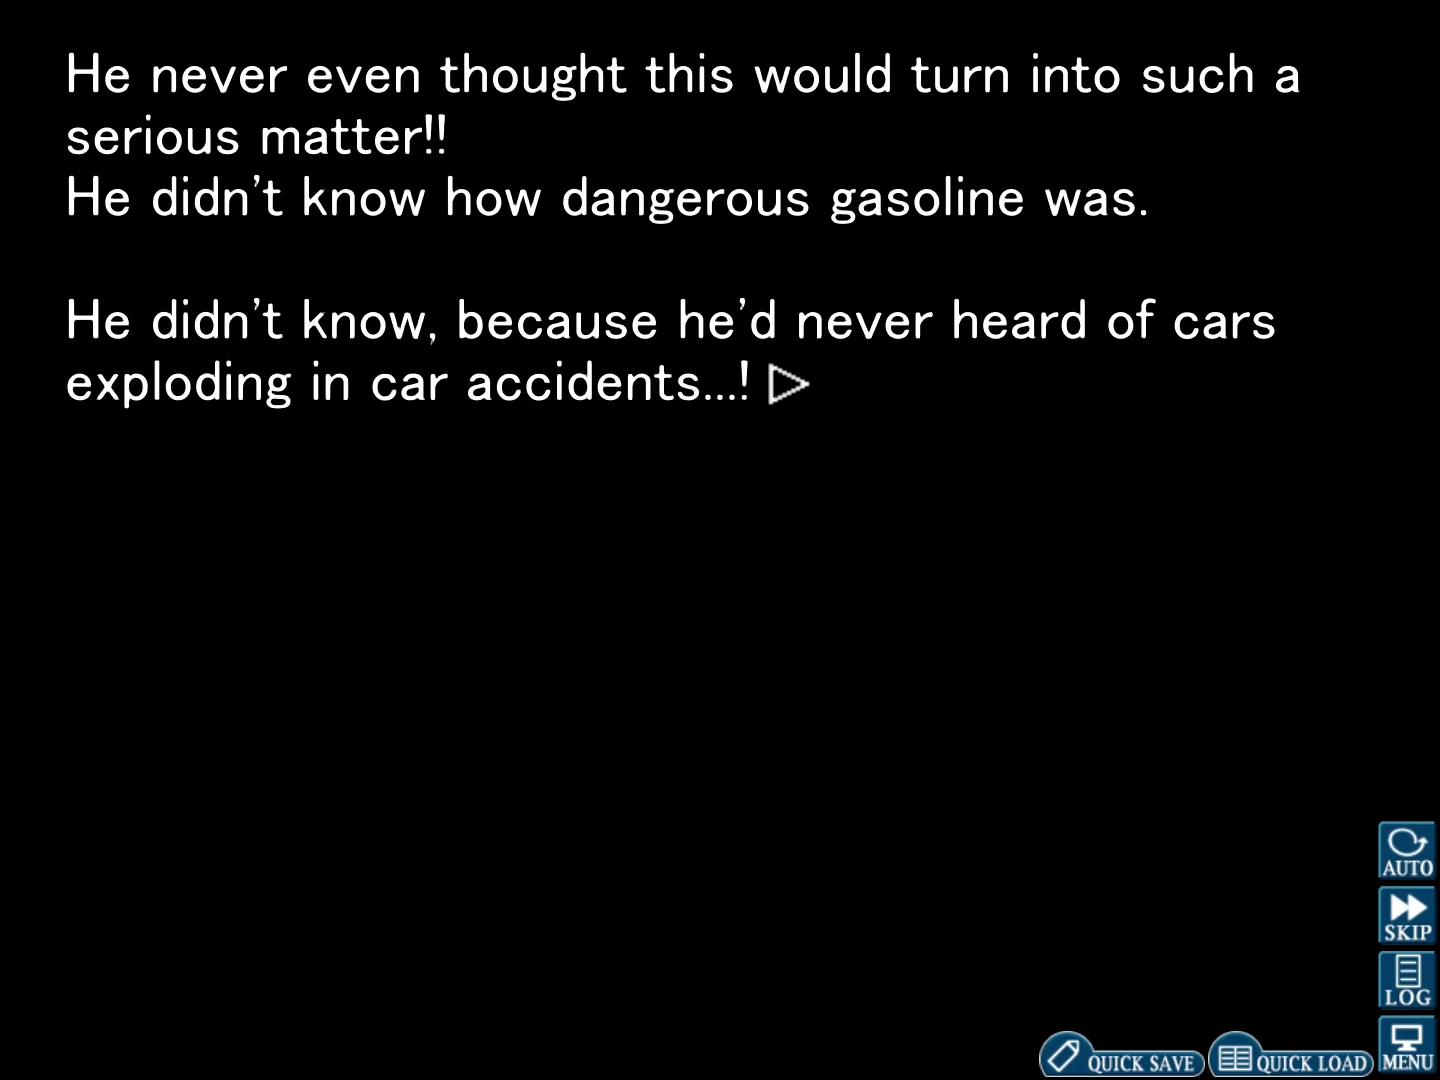 He never even thought this would turn into such a
serious matter!!
He didn't know how dangerous gasoline was.
He didn't know, because he'd never heard of cars
exploding in car accidents...!
AUTO
SKIP
LOG
MENU
QUICK SAVE
QUICK LOAD